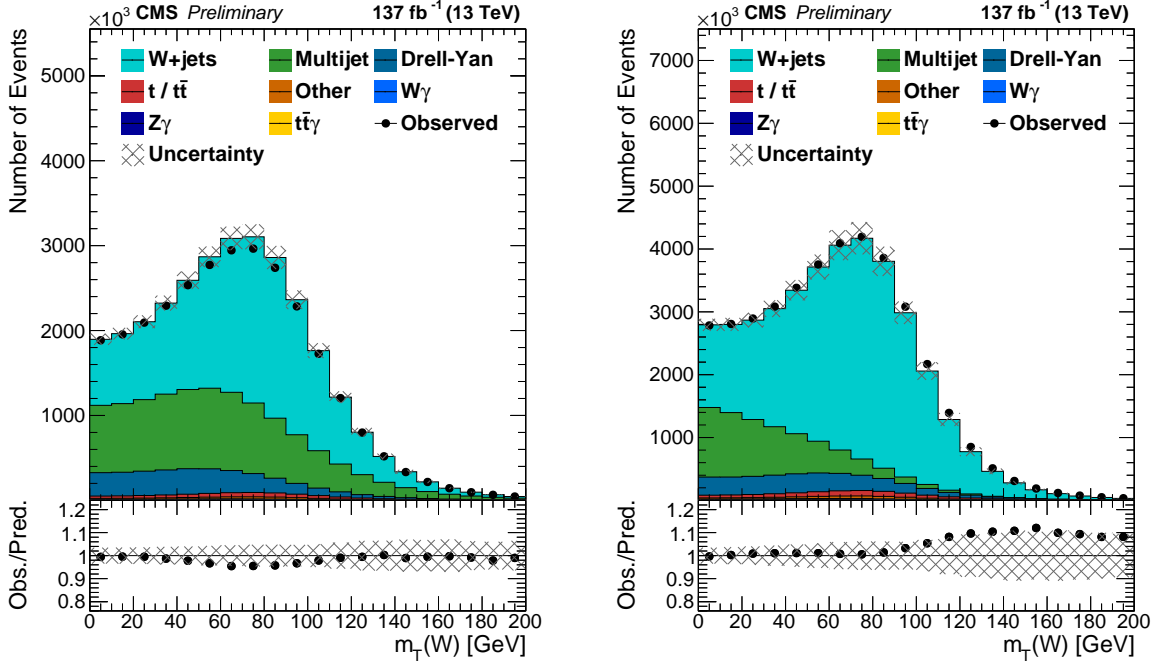 ×10³ CMS Preliminary 137 fb⁻¹ (13 TeV)
Number of Events
5000
4000
3000
2000
1000
W+jets Multijet Drell-Yan
t / tt̄ Other Wγ
Zγ tt̄γ Observed
Uncertainty
Obs./Pred.
1.2
1.1
1
0.9
0.8
0 20 40 60 80 100 120 140 160 180 200
m_T(W) [GeV]
×10³ CMS Preliminary 137 fb⁻¹ (13 TeV)
Number of Events
7000
6000
5000
4000
3000
2000
1000
W+jets Multijet Drell-Yan
t / tt̄ Other Wγ
Zγ tt̄γ Observed
Uncertainty
Obs./Pred.
1.2
1.1
1
0.9
0.8
0 20 40 60 80 100 120 140 160 180 200
m_T(W) [GeV]